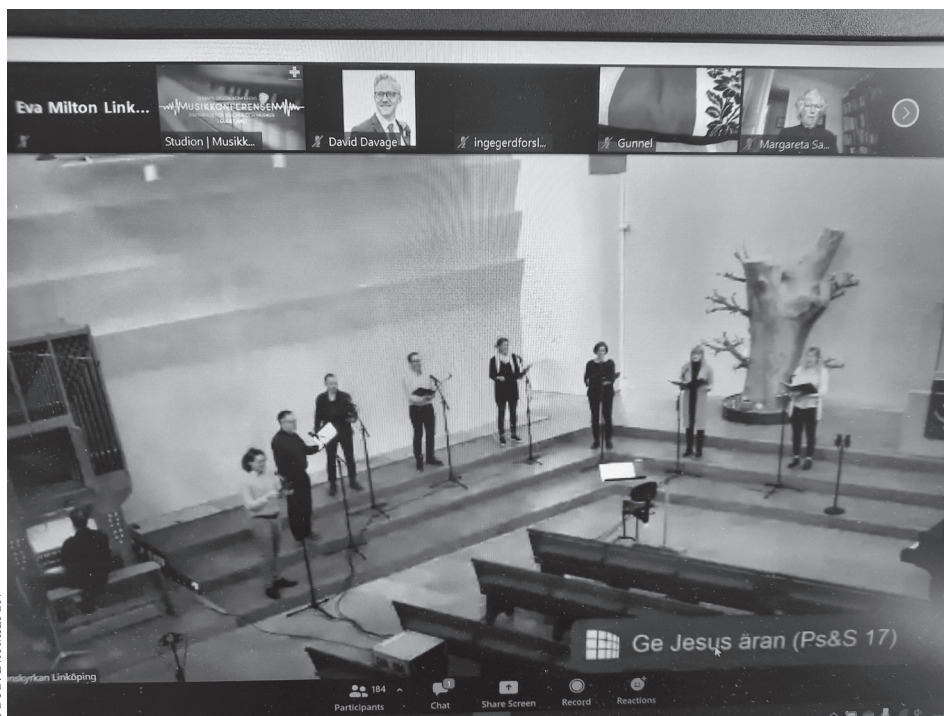 Eva Milton Link...
MUSIKKONFERENSEN
Studion | Musikk...
David Davage
ingegerdforsl...
Gunnel
Margareta Sa...
Ge Jesus äran (Ps&S 17)
nskyrkan Linköping
184
Participants
1
Chat
Share Screen
Record
Reactions